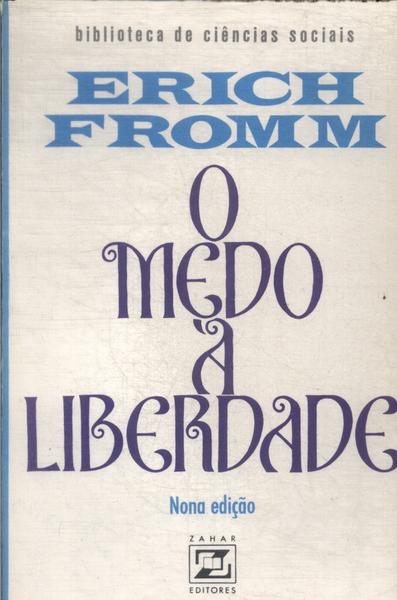 biblioteca de ciências sociais
ERICH
FROMM
O
MEDO
À
LIBERDADE
Nona edição
ZAHAR
EDITORES